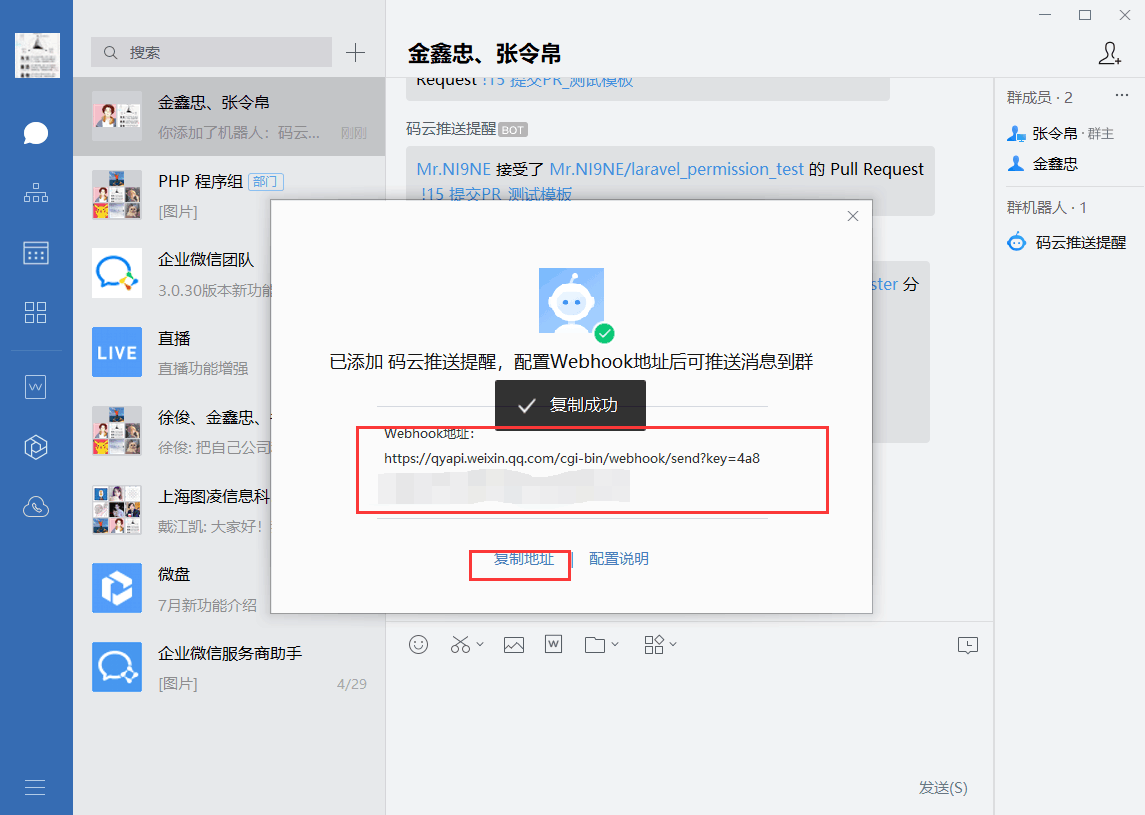 搜索
金鑫忠、张令帛
你添加了机器人：码云... 刚刚
PHP 程序组 部门
[图片]
企业微信团队
3.0.30版本新功能
LIVE
直播
直播功能增强
徐俊、金鑫忠、
徐俊: 把自己公司
上海图凌信息科
戴江凯: 大家好！
微盘
7月新功能介绍
企业微信服务商助手
[图片] 4/29
金鑫忠、张令帛
Request !15 提交PR_测试模板
码云推送提醒 BOT
Mr.NI9NE 接受了 Mr.NI9NE/laravel_permission_test 的 Pull Request
!15 提交PR_测试模板
ster 分
已添加 码云推送提醒，配置Webhook地址后可推送消息到群
复制成功
Webhook地址:
https://qyapi.weixin.qq.com/cgi-bin/webhook/send?key=4a8
复制地址 | 配置说明
发送(S)
群成员 · 2 ...
张令帛 · 群主
金鑫忠
群机器人 · 1
码云推送提醒